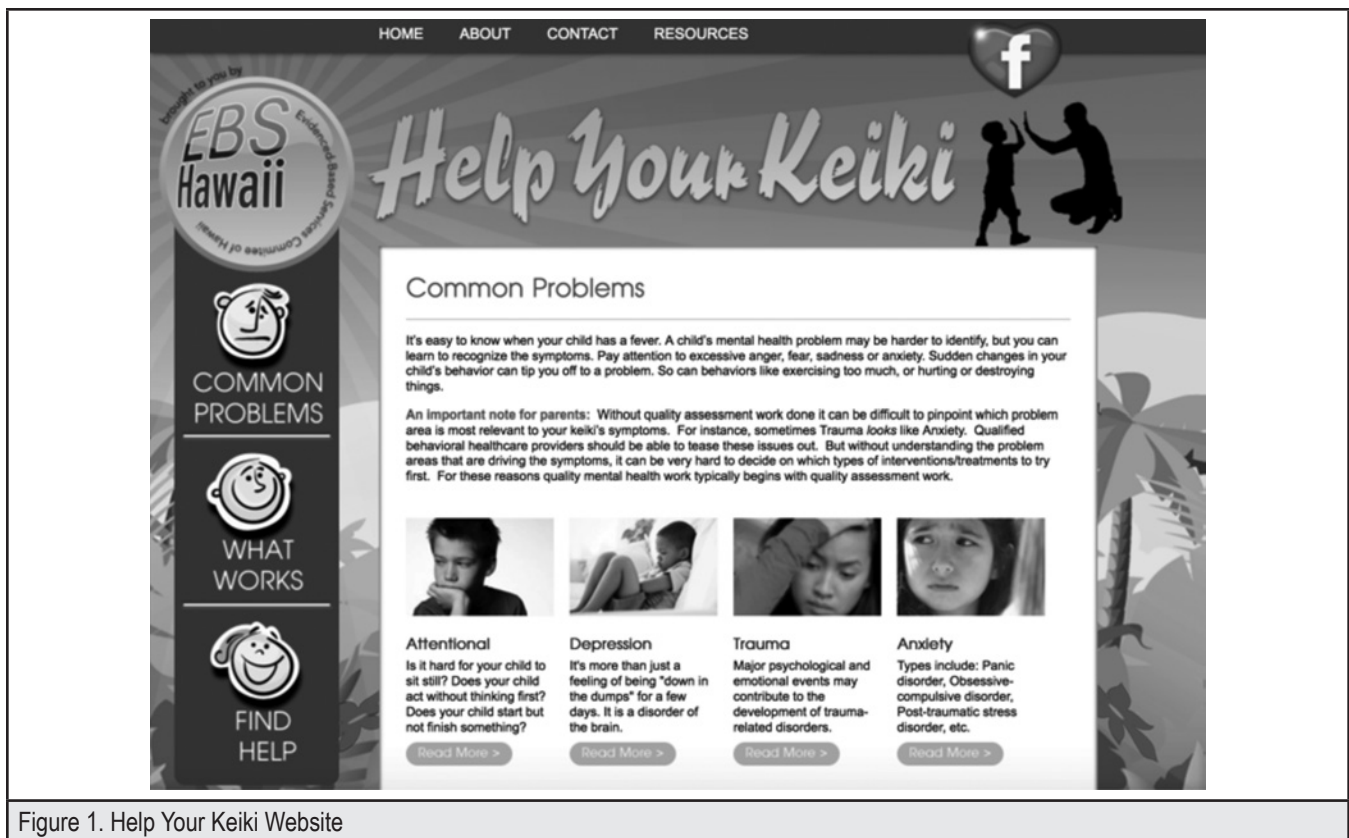 HOME ABOUT CONTACT RESOURCES
f
brought to you by
EBS
Hawaii
Evidenced-Based Services Committee of Hawaii
Help Your Keiki
COMMON
PROBLEMS
WHAT
WORKS
FIND
HELP
Common Problems
It's easy to know when your child has a fever. A child's mental health problem may be harder to identify, but you can
learn to recognize the symptoms. Pay attention to excessive anger, fear, sadness or anxiety. Sudden changes in your
child's behavior can tip you off to a problem. So can behaviors like exercising too much, or hurting or destroying
things.
An important note for parents: Without quality assessment work done it can be difficult to pinpoint which problem
area is most relevant to your keiki's symptoms. For instance, sometimes Trauma looks like Anxiety. Qualified
behavioral healthcare providers should be able to tease these issues out. But without understanding the problem
areas that are driving the symptoms, it can be very hard to decide on which types of interventions/treatments to try
first. For these reasons quality mental health work typically begins with quality assessment work.
Attentional
Is it hard for your child to
sit still? Does your child
act without thinking first?
Does your child start but
not finish something?
Read More >
Depression
It's more than just a
feeling of being "down in
the dumps" for a few
days. It is a disorder of
the brain.
Read More >
Trauma
Major psychological and
emotional events may
contribute to the
development of trauma-
related disorders.
Read More >
Anxiety
Types include: Panic
disorder, Obsessive-
compulsive disorder,
Post-traumatic stress
disorder, etc.
Read More >
Figure 1. Help Your Keiki Website